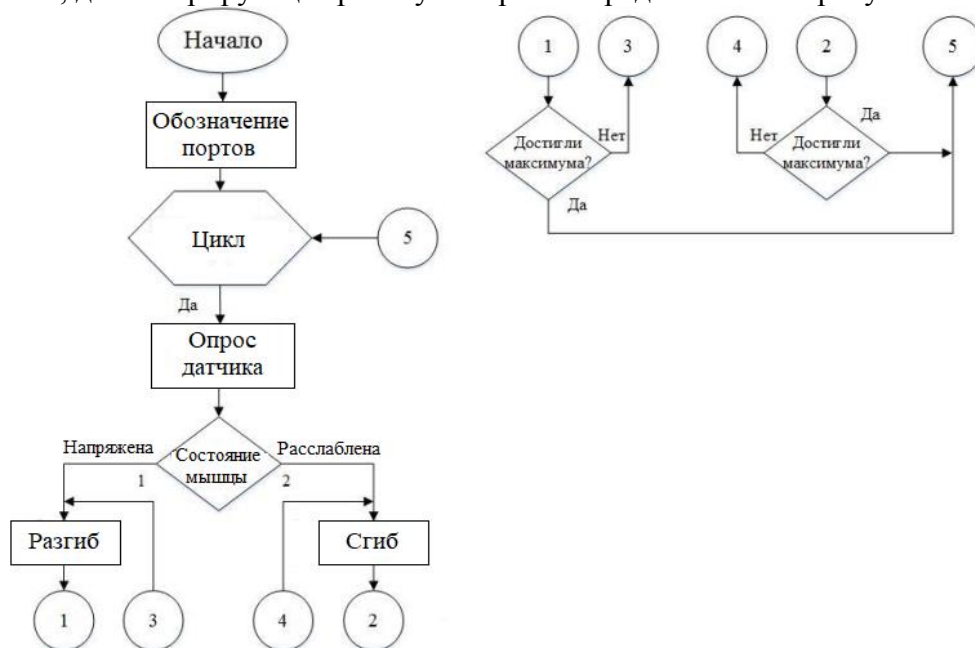 Начало
Обозначение
портов
Цикл
5
Да
Опрос
датчика
Напряжена
Состояние
мышцы
Расслаблена
1
2
Разгиб
Сгиб
1
3
4
2
1
3
4
2
5
Достигли
максимума?
Нет
Да
Нет
Достигли
максимума?
Да